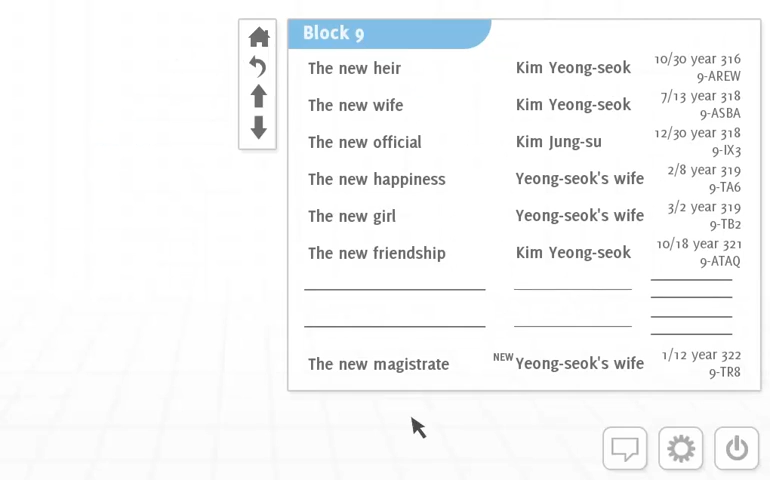 Block 9
The new heir Kim Yeong-seok 10/30 year 316
9-AREW
The new wife Kim Yeong-seok 7/13 year 318
9-ASBA
The new official Kim Jung-su 12/30 year 318
9-IX3
The new happiness Yeong-seok's wife 2/8 year 319
9-TA6
The new girl Yeong-seok's wife 3/2 year 319
9-TB2
The new friendship Kim Yeong-seok 10/18 year 321
9-ATAQ
The new magistrate NEW Yeong-seok's wife 1/12 year 322
9-TR8